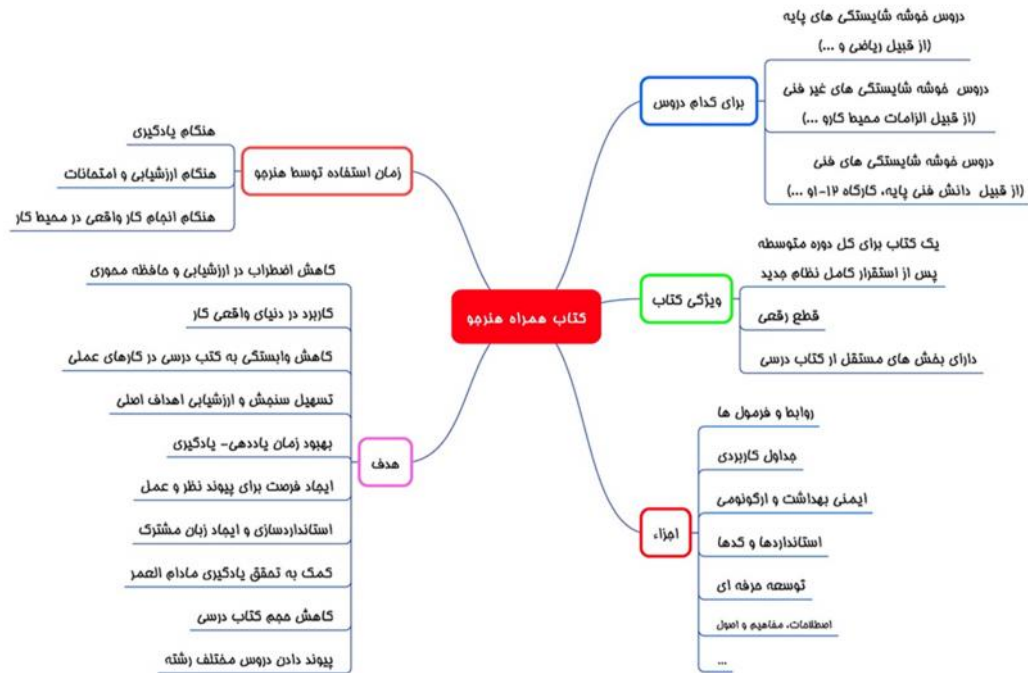 کتاب همراه هنرجو
برای کدام دروس
دروس خوشه شایستگی های پایه
(از قبیل ریاضی و ...)
دروس خوشه شایستگی های غیر فنی
(از قبیل الزامات محیط کارو ...)
دروس خوشه شایستگی های فنی
(از قبیل دانش فنی پایه، کارگاه ۱۲-۱و ...)
ویژگی کتاب
یک کتاب برای کل دوره متوسطه
پس از استقرار کامل نظام جدید
قطع رقعی
دارای بخش های مستقل از کتاب درسی
اجزاء
روابط و فرمول ها
جداول کاربردی
ایمنی بهداشت و ارگونومی
استانداردها و کدها
توسعه حرفه ای
اصطلاحات، مفاهیم و اصول
...
زمان استفاده توسط هنرجو
هنگام یادگیری
هنگام ارزشیابی و امتحانات
هنگام انجام کار واقعی در محیط کار
هدف
کاهش اضطراب در ارزشیابی و حافظه محوری
کاربرد در دنیای واقعی کار
کاهش وابستگی به کتب درسی در کارهای عملی
تسهیل سنجش و ارزشیابی اهداف اصلی
بهبود زمان یاددهی- یادگیری
ایجاد فرصت برای پیوند نظر و عمل
استانداردسازی و ایجاد زبان مشترک
کمک به تحقق یادگیری مادام العمر
کاهش حجم کتاب درسی
پیوند دادن دروس مختلف رشته